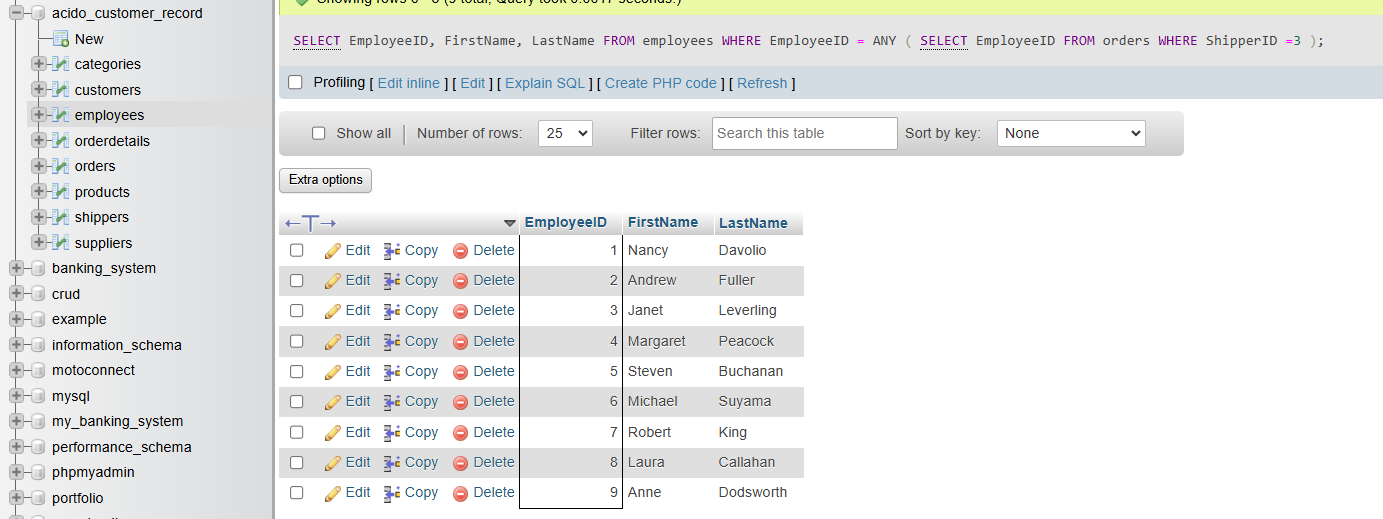 acido_customer_record
New
categories
customers
employees
orderdetails
orders
products
shippers
suppliers
banking_system
crud
example
information_schema
motoconnect
mysql
my_banking_system
performance_schema
phpmyadmin
portfolio
SELECT EmployeeID, FirstName, LastName FROM employees WHERE EmployeeID = ANY ( SELECT EmployeeID FROM orders WHERE ShipperID =3 );
Profiling [ Edit inline ] [ Edit ] [ Explain SQL ] [ Create PHP code ] [ Refresh ]
Show all Number of rows: 25 Filter rows: Search this table Sort by key: None
Extra options
EmployeeID FirstName LastName
Edit Copy Delete 1 Nancy Davolio
Edit Copy Delete 2 Andrew Fuller
Edit Copy Delete 3 Janet Leverling
Edit Copy Delete 4 Margaret Peacock
Edit Copy Delete 5 Steven Buchanan
Edit Copy Delete 6 Michael Suyama
Edit Copy Delete 7 Robert King
Edit Copy Delete 8 Laura Callahan
Edit Copy Delete 9 Anne Dodsworth